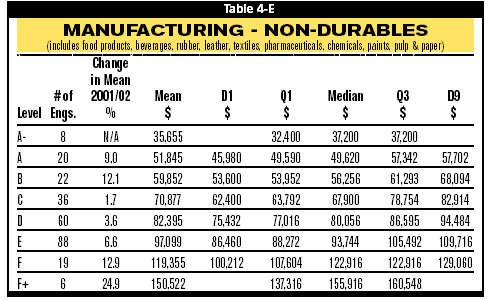 Table 4-E
MANUFACTURING - NON-DURABLES
(includes food products, beverages, rubber, leather, textiles, pharmaceuticals, chemicals, paints, pulp & paper)
Change
in Mean
# of 2001/02 Mean D1 Q1 Median Q3 D9
Level Engs. % $ $ $ $ $ $
A- 8 N/A 35,655 32,400 37,200 37,200
A 20 9.0 51,845 45,980 49,590 49,620 57,342 57,702
B 22 12.1 59,852 53,600 53,952 56,256 61,293 68,094
C 36 1.7 70,877 62,400 63,792 67,900 78,754 82,914
D 60 3.6 82,395 75,432 77,016 80,056 86,595 94,484
E 88 6.6 97,099 86,460 88,272 93,744 105,492 109,716
F 19 12.9 119,355 100,212 107,604 122,916 122,916 129,060
F+ 6 24.9 150,522 137,316 155,916 160,548